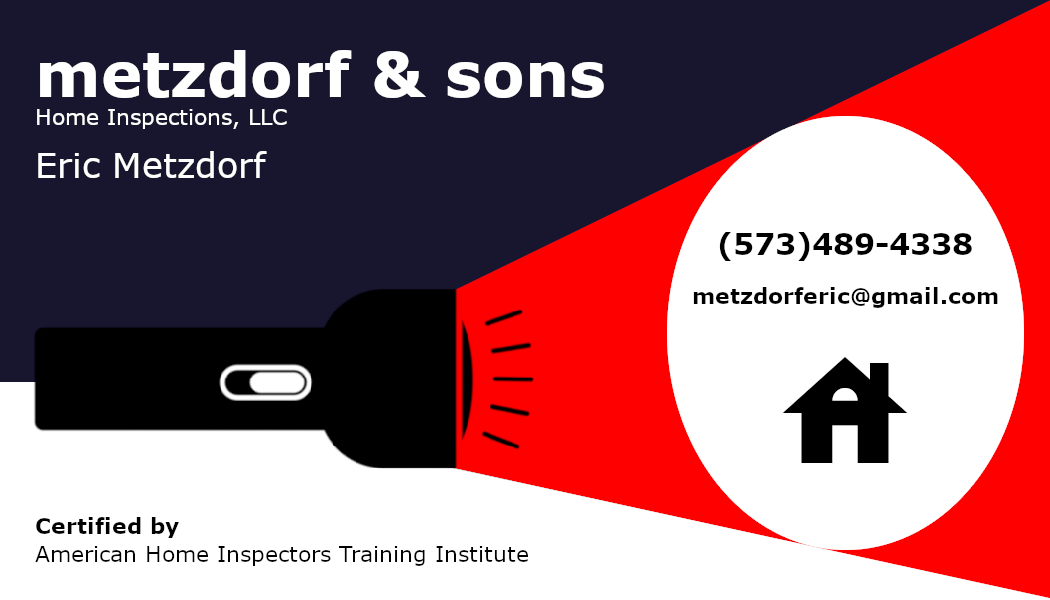 metzdorf & sons
Home Inspections, LLC
Eric Metzdorf
(573)489-4338
metzdorferic@gmail.com
Certified by
American Home Inspectors Training Institute